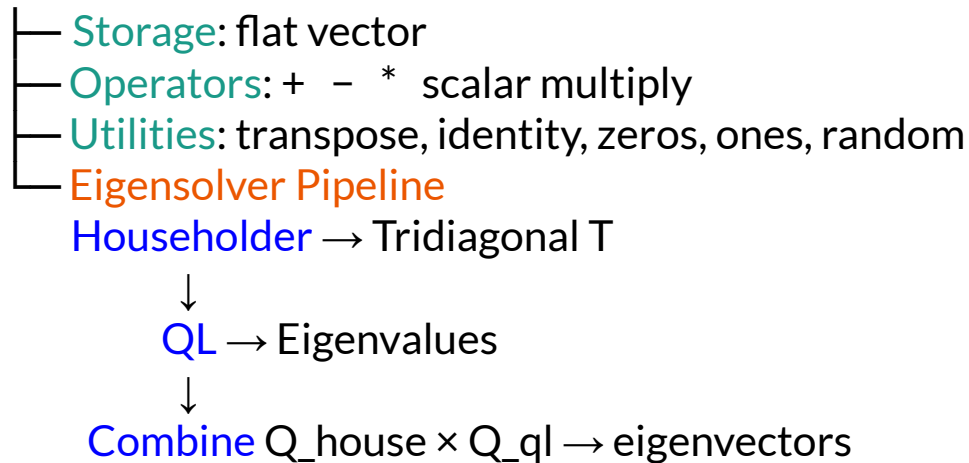 Storage: flat vector
Operators: + - * scalar multiply
Utilities: transpose, identity, zeros, ones, random
Eigensolver Pipeline
Householder → Tridiagonal T
↓
QL → Eigenvalues
↓
Combine Q_house × Q_ql → eigenvectors